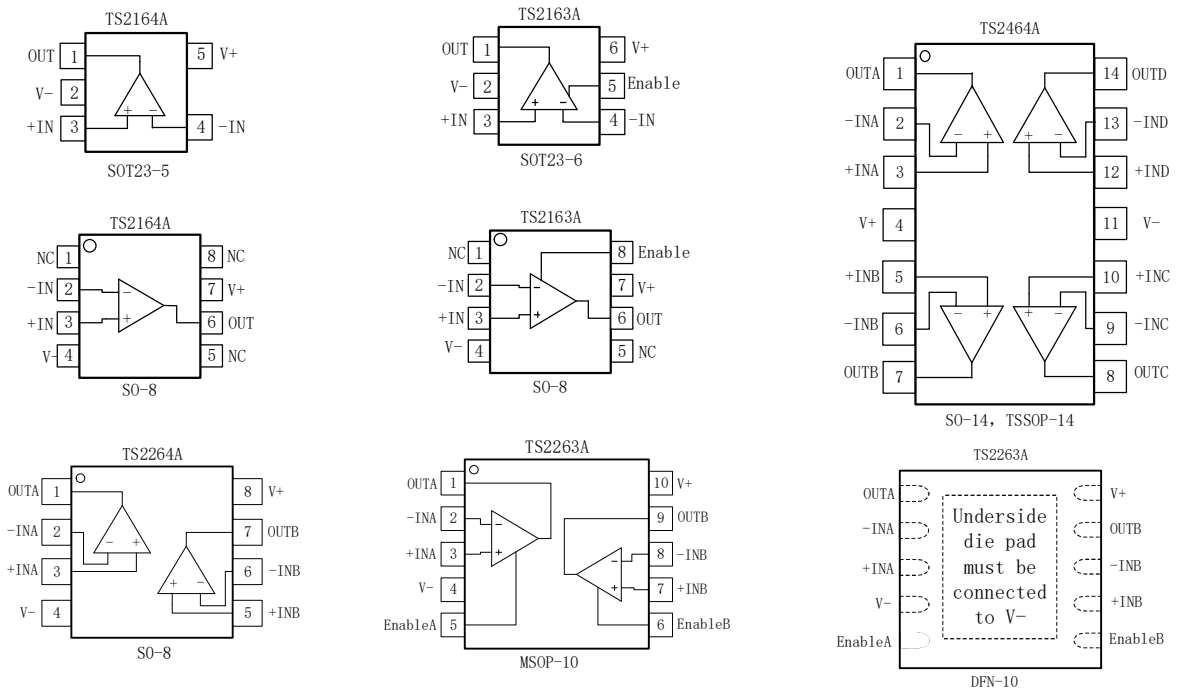 TS2164A
OUT 1 5 V+
V- 2
+IN 3 4 -IN
+ -
SOT23-5
TS2163A
OUT 1 6 V+
V- 2 5 Enable
+IN 3 4 -IN
+ -
SOT23-6
TS2464A
OUTA 1 14 OUTD
-INA 2 13 -IND
- + + -
+INA 3 12 +IND
V+ 4 11 V-
+INB 5 10 +INC
- + + -
-INB 6 9 -INC
OUTB 7 8 OUTC
SO-14, TSSOP-14
TS2164A
NC 1 8 NC
-IN 2 - 7 V+
+IN 3 + 6 OUT
V- 4 5 NC
SO-8
TS2163A
NC 1 8 Enable
-IN 2 - 7 V+
+IN 3 + 6 OUT
V- 4 5 NC
SO-8
TS2264A
OUTA 1 8 V+
-INA 2 7 OUTB
- +
+INA 3 6 -INB
+ -
V- 4 5 +INB
SO-8
TS2263A
OUTA 1 10 V+
-INA 2 - 9 OUTB
+INA 3 + - 8 -INB
V- 4 + 7 +INB
EnableA 5 6 EnableB
MSOP-10
TS2263A
OUTA V+
-INA OUTB
+INA -INB
V- +INB
EnableA EnableB
Underside
die pad
must be
connected
to V-
DFN-10